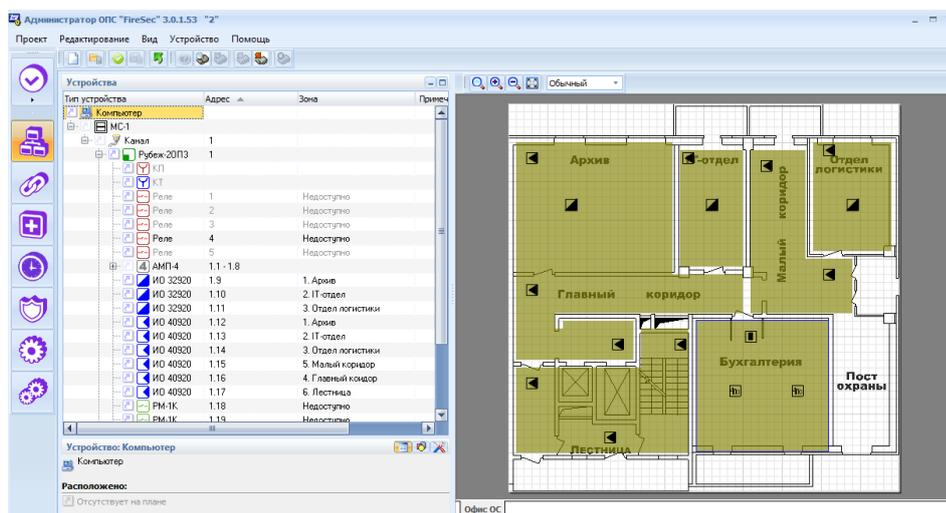 Администратор ОПС "FireSec" 3.0.1.53 "2"
Проект Редактирование Вид Устройство Помощь
Устройства
Обычный
Тип устройства Адрес Зона Примеч
Компьютер
МС-1
Канал 1
Рубеж-2ОП3 1
КП
КТ
Реле 1 Недоступно
Реле 2 Недоступно
Реле 3 Недоступно
Реле 4 Недоступно
Реле 5 Недоступно
АМП-4 1.1 - 1.8
ИО 32920 1.9 1. Архив
ИО 32920 1.10 2. IT-отдел
ИО 32920 1.11 3. Отдел логистики
ИО 40920 1.12 1. Архив
ИО 40920 1.13 2. IT-отдел
ИО 40920 1.14 3. Отдел логистики
ИО 40920 1.15 5. Малый коридор
ИО 40920 1.16 4. Главный коидор
ИО 40920 1.17 6. Лестница
РМ-1К 1.18 Недоступно
РМ-1К 1.19 Недоступно
Устройство: Компьютер
Компьютер
Расположено:
Отсутствует на плане
Архив
-отдел
Отдел
логистики
Малый коридор
Главный коридор
Бухгалтерия
Пост
охраны
Лестница
Офис ОС